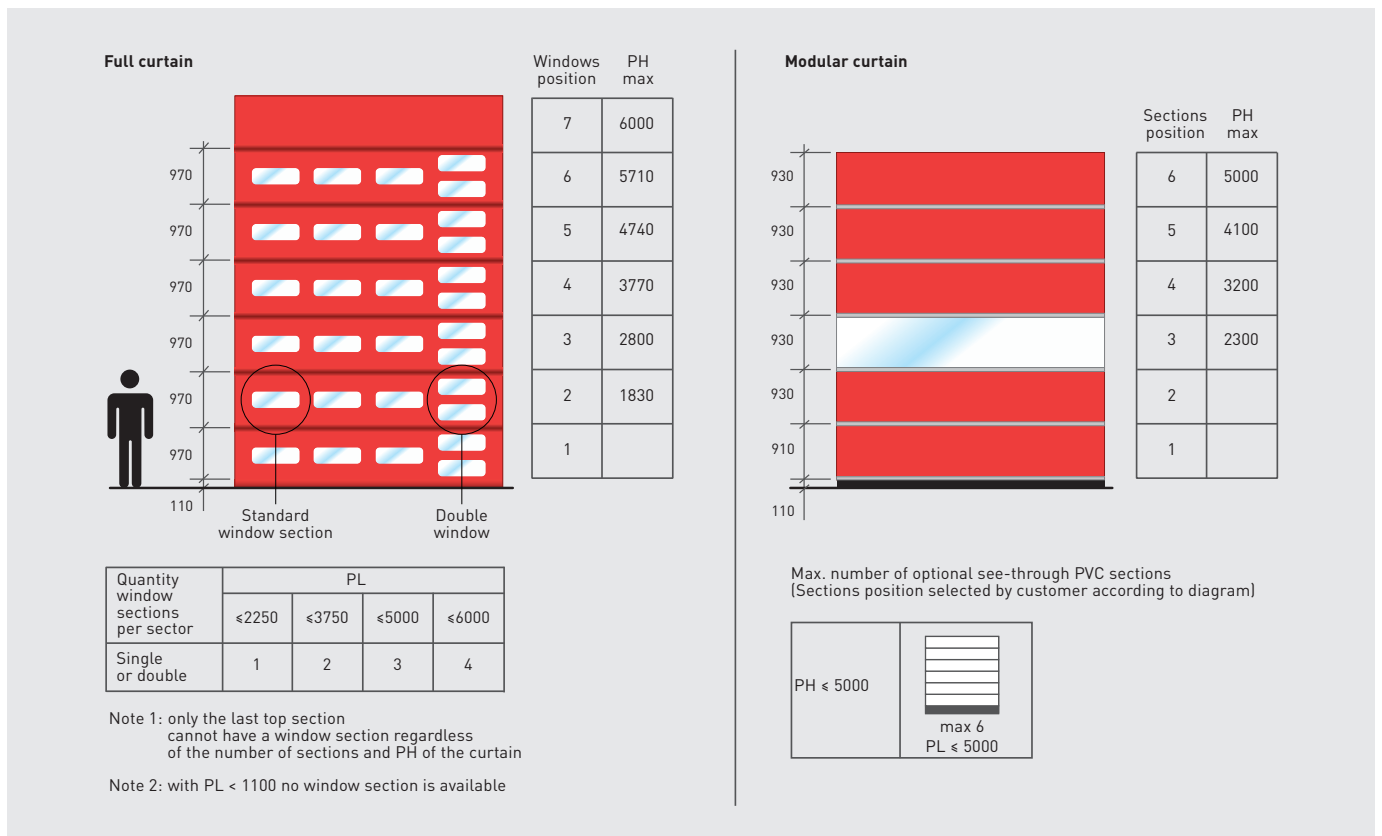 Full curtain
Windows position
PH max
7 6000
6 5710
5 4740
4 3770
3 2800
2 1830
1
970
970
970
970
970
970
110
Standard
window section
Double
window
Quantity
window
sections
per sector
PL
≤2250 ≤3750 ≤5000 ≤6000
Single
or double
1 2 3 4
Note 1: only the last top section
cannot have a window section regardless
of the number of sections and PH of the curtain
Note 2: with PL < 1100 no window section is available
Modular curtain
Sections position
PH max
6 5000
5 4100
4 3200
3 2300
2
1
930
930
930
930
930
910
110
Max. number of optional see-through PVC sections
(Sections position selected by customer according to diagram)
PH ≤ 5000
max 6
PL ≤ 5000